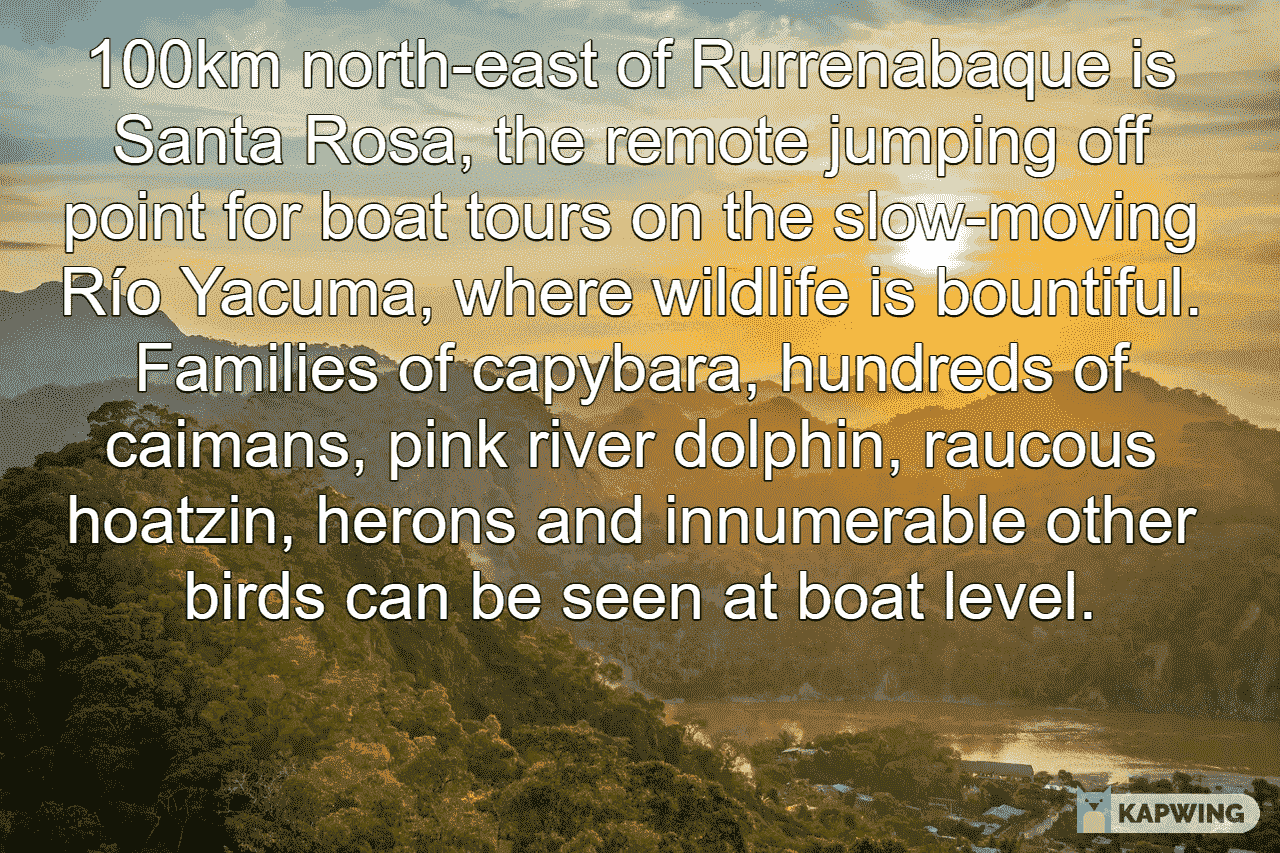 100km north-east of Rurrenabaque is
Santa Rosa, the remote jumping off
point for boat tours on the slow-moving
Río Yacuma, where wildlife is bountiful.
Families of capybara, hundreds of
caimans, pink river dolphin, raucous
hoatzin, herons and innumerable other
birds can be seen at boat level.
KAPWING